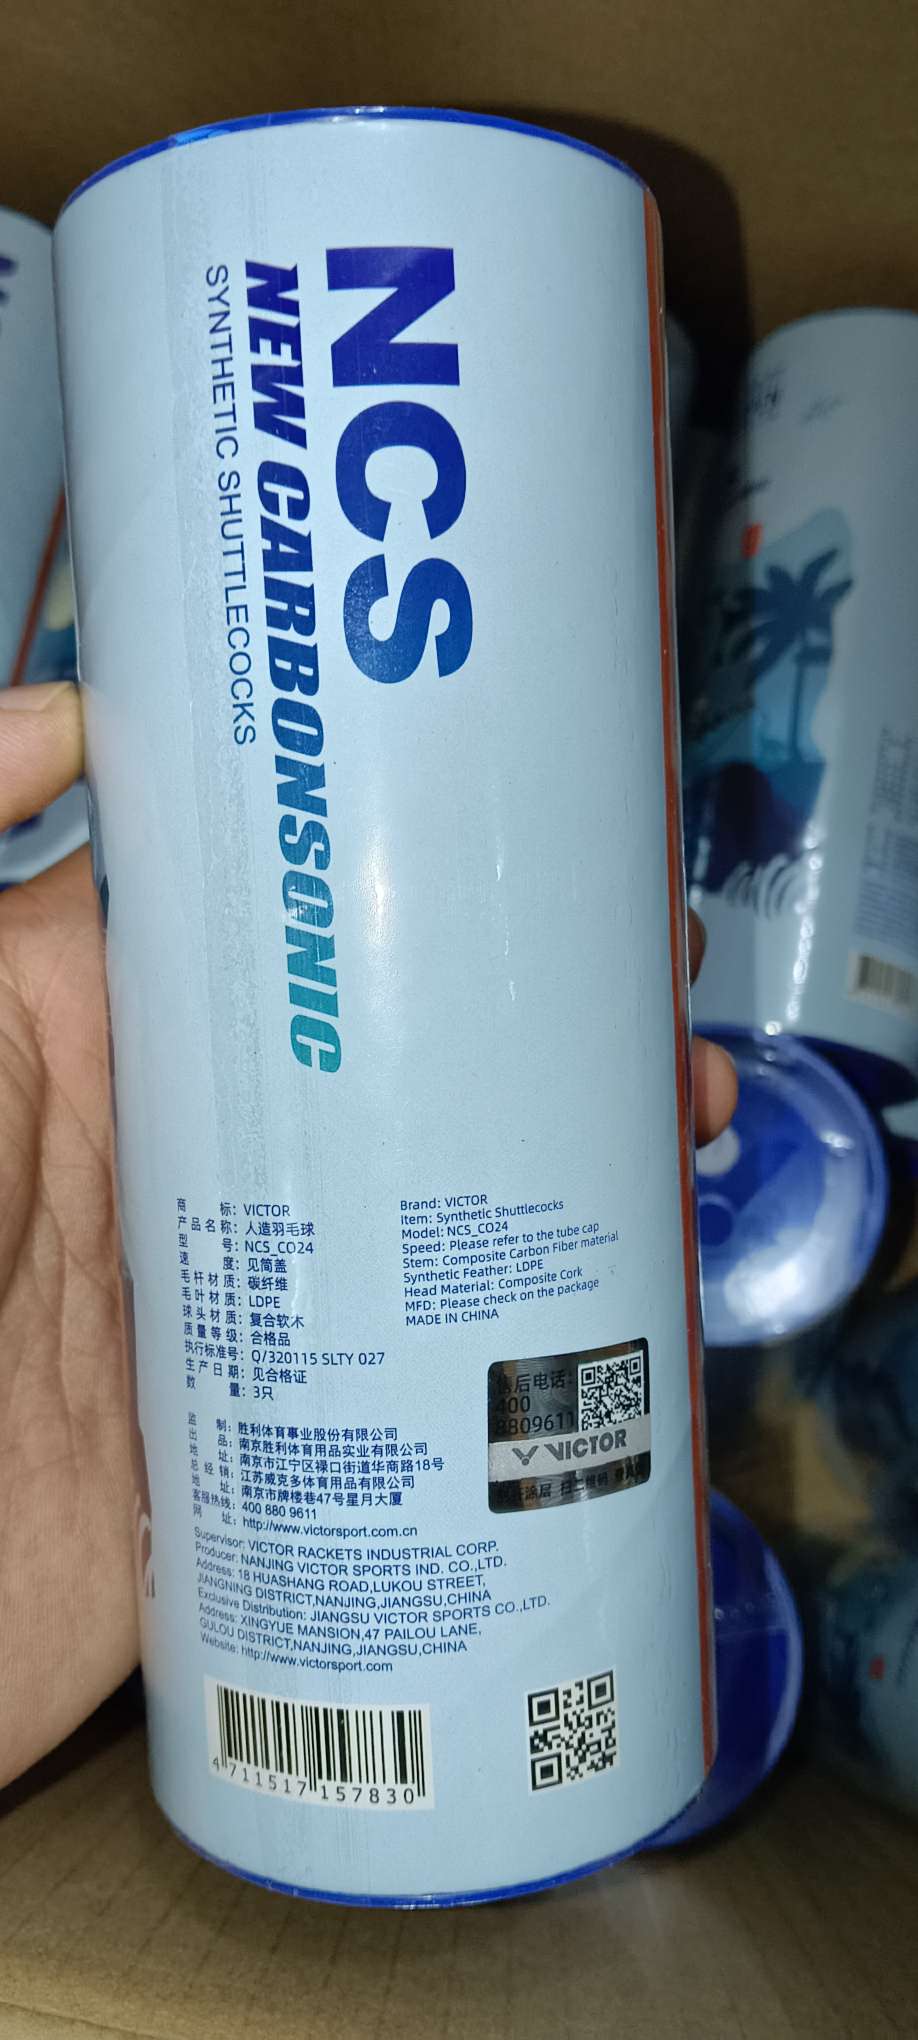 NCS
NEW CARBONSONIC
SYNTHETIC SHUTTLECOCKS
商标：VICTOR
产品名称：人造羽毛球
型号：NCS_CO24
速度：见筒盖
毛杆材质：碳纤维
毛叶材质：LDPE
球头材质：复合软木
质量等级：合格品
执行标准号：Q/320115 SLTY 027
生产日期：见合格证
数量：3只
Brand: VICTOR
Item: Synthetic Shuttlecocks
Model: NCS_CO24
Speed: Please refer to the tube cap
Stem: Composite Carbon Fiber material
Synthetic Feather: LDPE
Head Material: Composite Cork
MFD: Please check on the package
MADE IN CHINA
售后电话：
400
8809611
VICTOR
涂层 扫二维码
监制：胜利体育事业股份有限公司
出品：南京胜利体育用品实业有限公司
地址：南京市江宁区禄口街道华商路18号
总经销：江苏威克多体育用品有限公司
地址：南京市牌楼巷47号星月大厦
客服热线：400 880 9611
网址：http://www.victorsport.com.cn
Supervisor: VICTOR RACKETS INDUSTRIAL CORP.
Producer: NANJING VICTOR SPORTS IND. CO.,LTD.
Address: 18 HUASHANG ROAD,LUKOU STREET,
JIANGNING DISTRICT,NANJING,JIANGSU,CHINA
Exclusive Distribution: JIANGSU VICTOR SPORTS CO.,LTD.
Address: XINGYUE MANSION,47 PAILOU LANE,
GULOU DISTRICT,NANJING,JIANGSU,CHINA
Website: http://www.victorsport.com
4711517157830